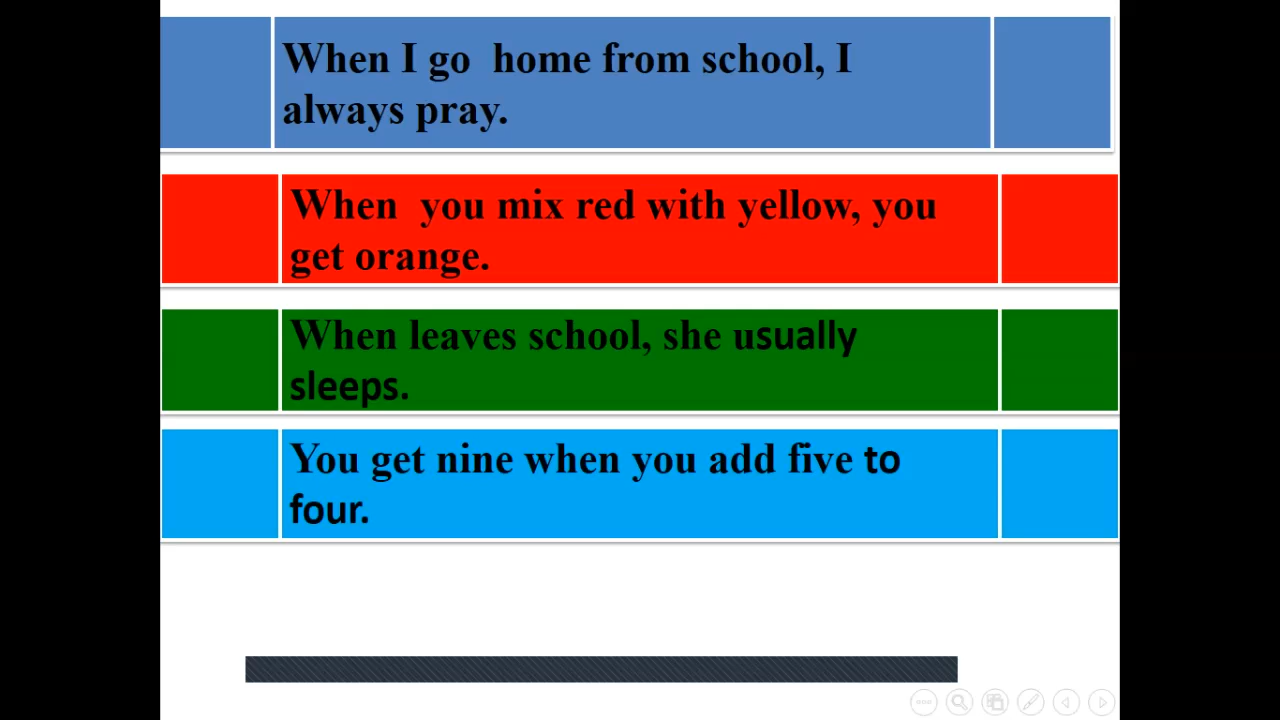 When I go  home from school, I
always pray.
When  you mix red with yellow, you
get orange.
When leaves school, she usually
sleeps.
You get nine when you add five to
four.